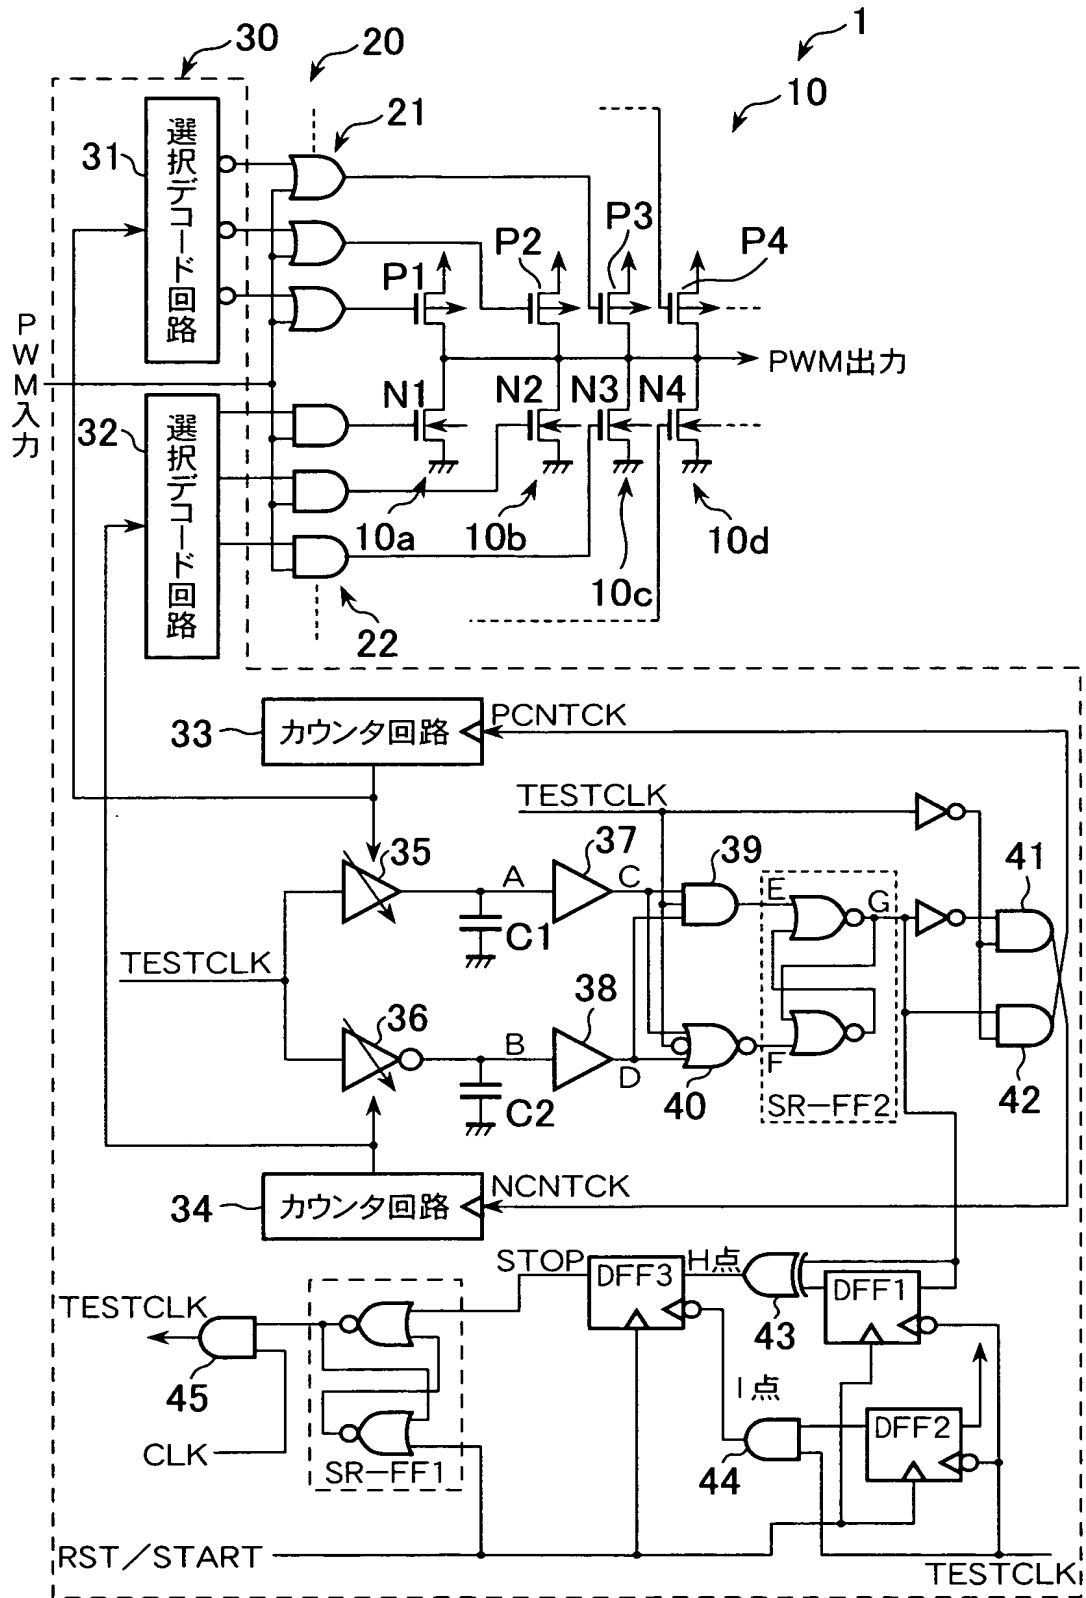 1
30
20
10
21
31
選択デコード回路
P3
P2
P4
P1
PWM入力
PWM出力
N1
N2
N3
N4
32
選択デコード回路
10a
10b
10d
10c
22
33
カウンタ回路
PCNTCK
TESTCLK
35
37
39
41
A
C
E
G
C1
TESTCLK
36
38
B
D
F
C2
40
SR-FF2
42
34
カウンタ回路
NCNTCK
STOP
DFF3
H点
DFF1
TESTCLK
43
45
I点
DFF2
CLK
SR-FF1
44
RST/START
TESTCLK